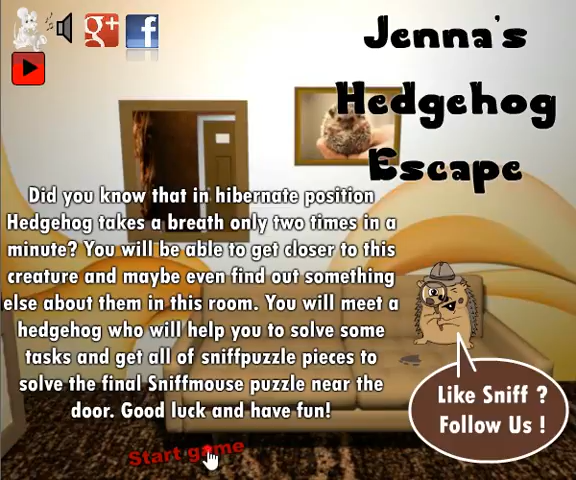 Jenna's
Hedgehog
Escape
Did you know that in hibernate position
Hedgehog takes a breath only two times in a
minute? You will be able to get closer to this
creature and maybe even find out something
else about them in this room. You will meet a
hedgehog who will help you to solve some
tasks and get all of sniffpuzzle pieces to
solve the final Sniffmouse puzzle near the
door. Good luck and have fun!
Like Sniff ?
Follow Us !
Start game